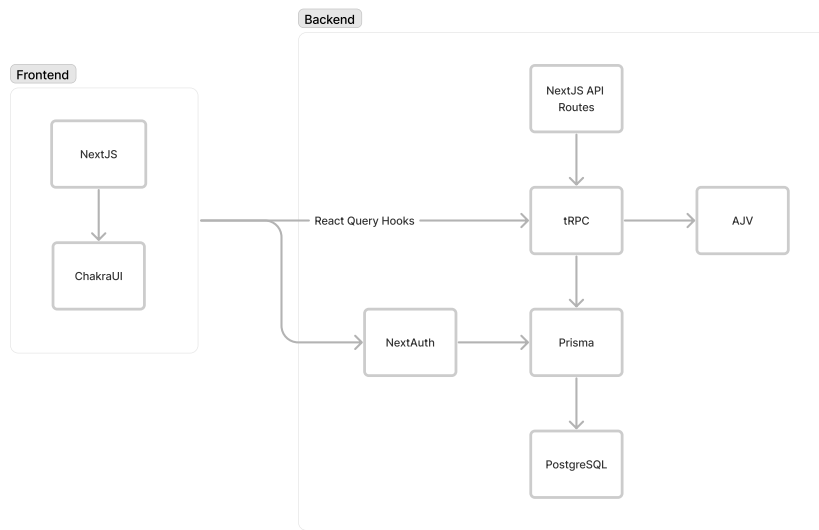 Backend
Frontend
NextJS API
Routes
NextJS
React Query Hooks
tRPC
AJV
ChakraUI
NextAuth
Prisma
PostgreSQL